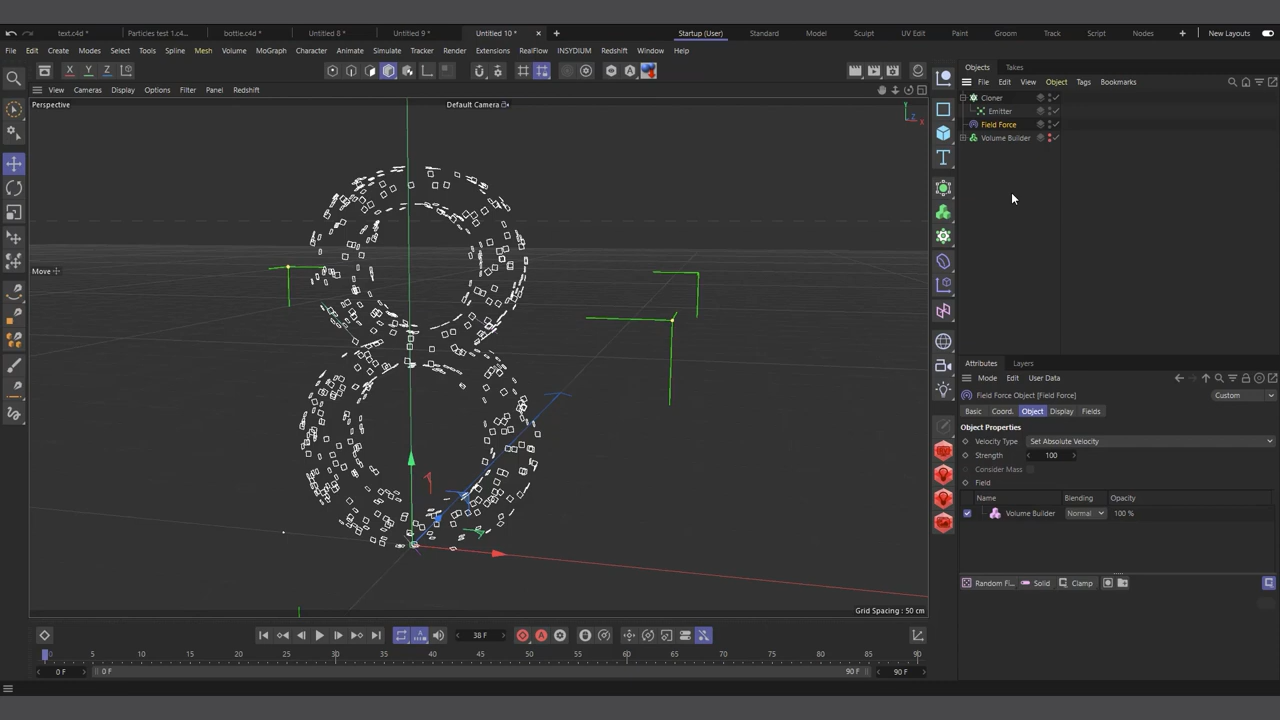 text.c4d *
Particles test 1.c4...
bottle.c4d *
Untitled 8 *
Untitled 9 *
Untitled 10 *
Startup (User)
Standard
Model
Sculpt
UV Edit
Paint
Groom
Track
Script
Nodes
New Layouts
File Edit Create Modes Select Tools Spline Mesh Volume MoGraph Character Animate Simulate Tracker Render Extensions RealFlow INSYDIUM Redshift Window Help
Objects Takes
X Y Z
File Edit View Object Tags Bookmarks
View Cameras Display Options Filter Panel Redshift
Perspective
Default Camera
Y
Z
X
Cloner
Emitter
Field Force
Volume Builder
Move
Attributes Layers
Mode Edit User Data
Field Force Object [Field Force]
Custom
Basic Coord. Object Display Fields
Object Properties
Velocity Type Set Absolute Velocity
Strength 100
Consider Mass
Field
Name Blending Opacity
Volume Builder Normal 100 %
Random Fi... Solid Clamp
Grid Spacing : 50 cm
38 F
0 5 10 15 20 25 30 35 40 45 50 55 60 65 70 75 80 85 90
0 F
0 F
90 F
90 F